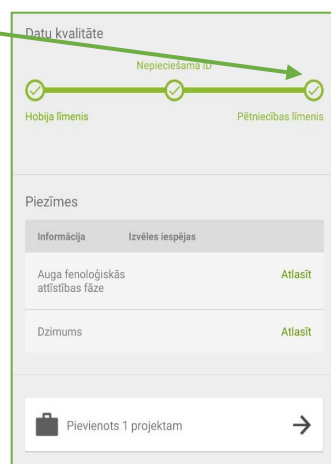 Datu kvalitāte
Nepieciešama ID
Hobija līmenis
Pētniecības līmenis
Piezīmes
Informācija Izvēles iespējas
Auga fenoloģiskās
attīstības fāze
Atlasīt
Dzimums Atlasīt
Pievienots 1 projektam